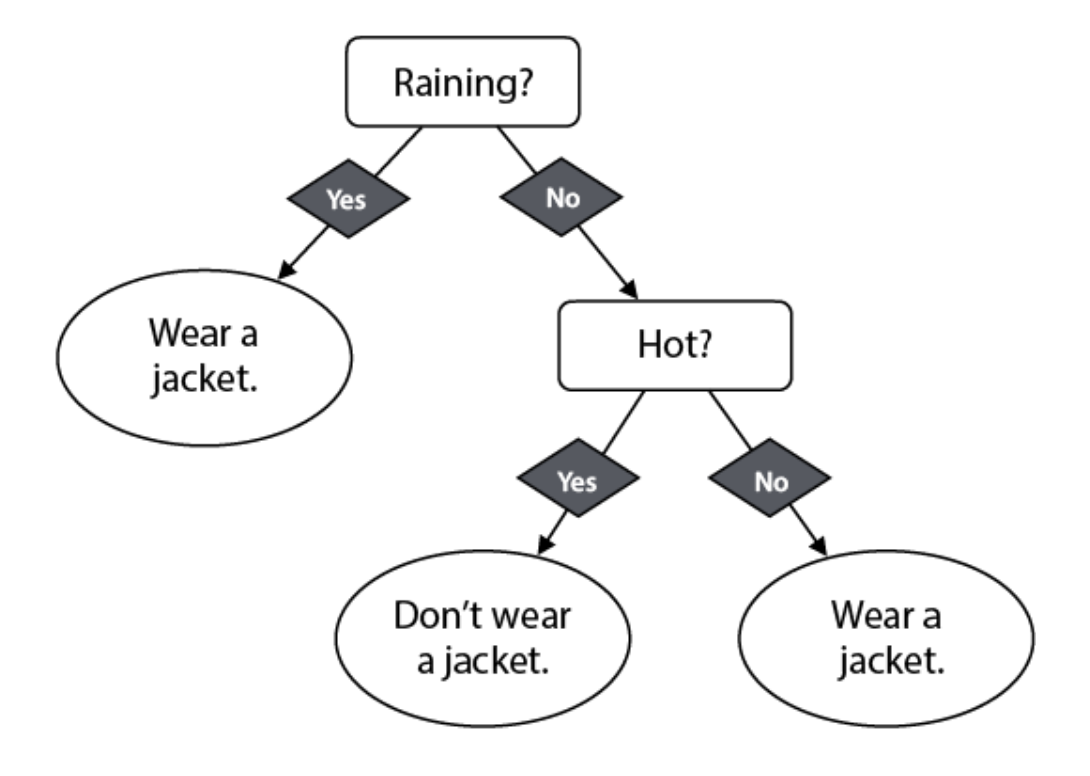 Raining?
Yes
No
Wear a
jacket.
Hot?
Yes
No
Don’t wear
a jacket.
Wear a
jacket.